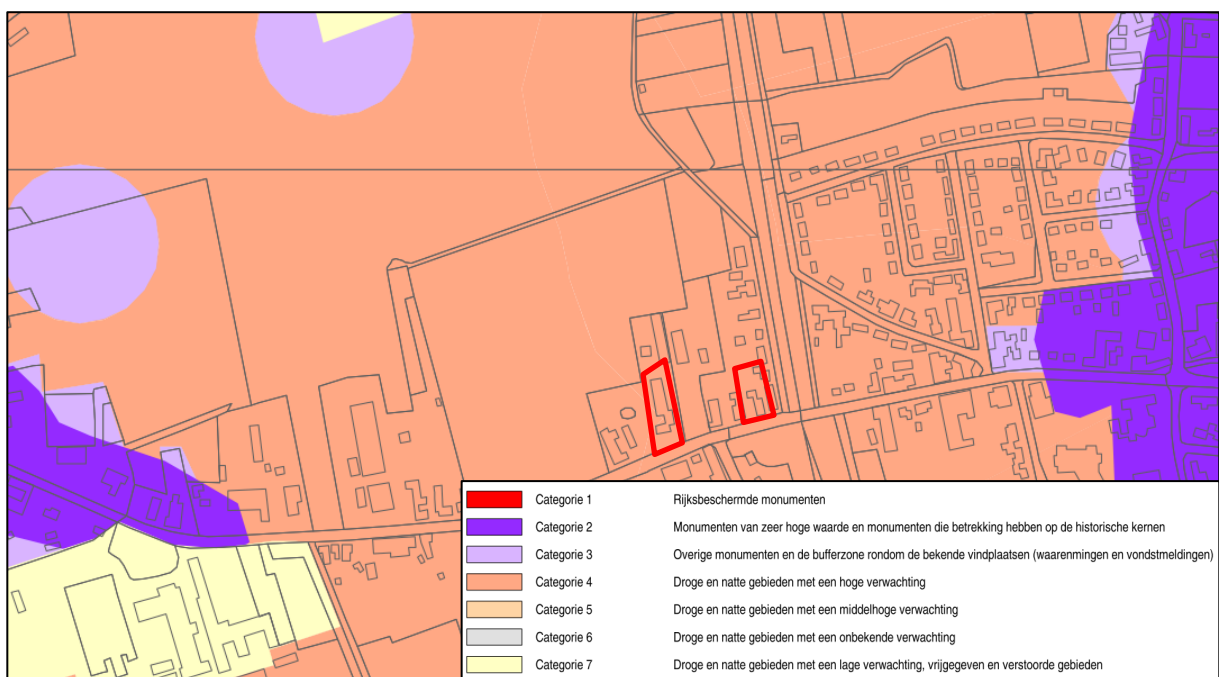 Categorie 1 Rijksbeschermde monumenten
Categorie 2 Monumenten van zeer hoge waarde en monumenten die betrekking hebben op de historische kernen
Categorie 3 Overige monumenten en de bufferzone rondom de bekende vindplaatsen (waarenmingen en vondstmeldingen)
Categorie 4 Droge en natte gebieden met een hoge verwachting
Categorie 5 Droge en natte gebieden met een middelhoge verwachting
Categorie 6 Droge en natte gebieden met een onbekende verwachting
Categorie 7 Droge en natte gebieden met een lage verwachting, vrijgegeven en verstoorde gebieden